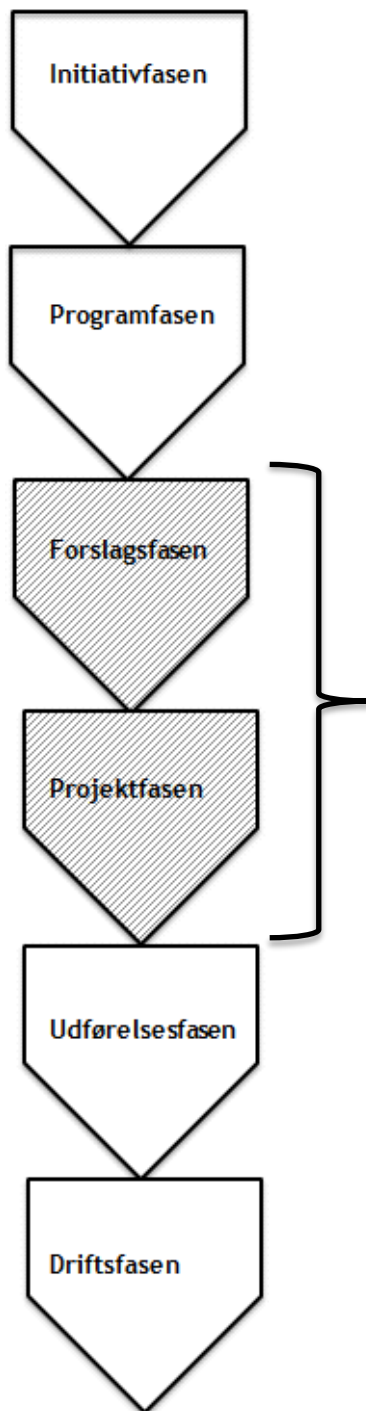 Initiativfasen
Programfasen
Forslagsfasen
Projektfasen
Udførelsesfasen
Driftsfasen